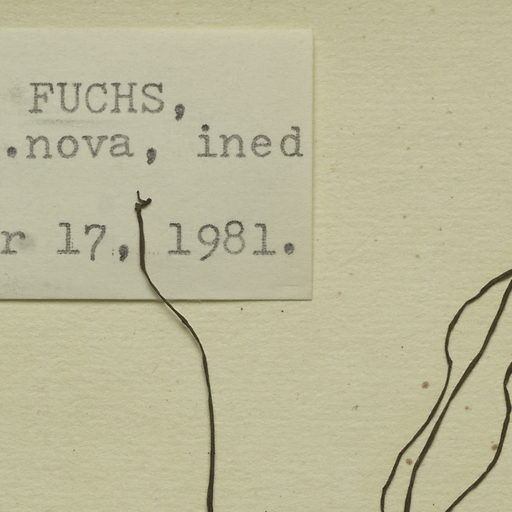 FUCHS,
.nova, ined
r 17, 1981.